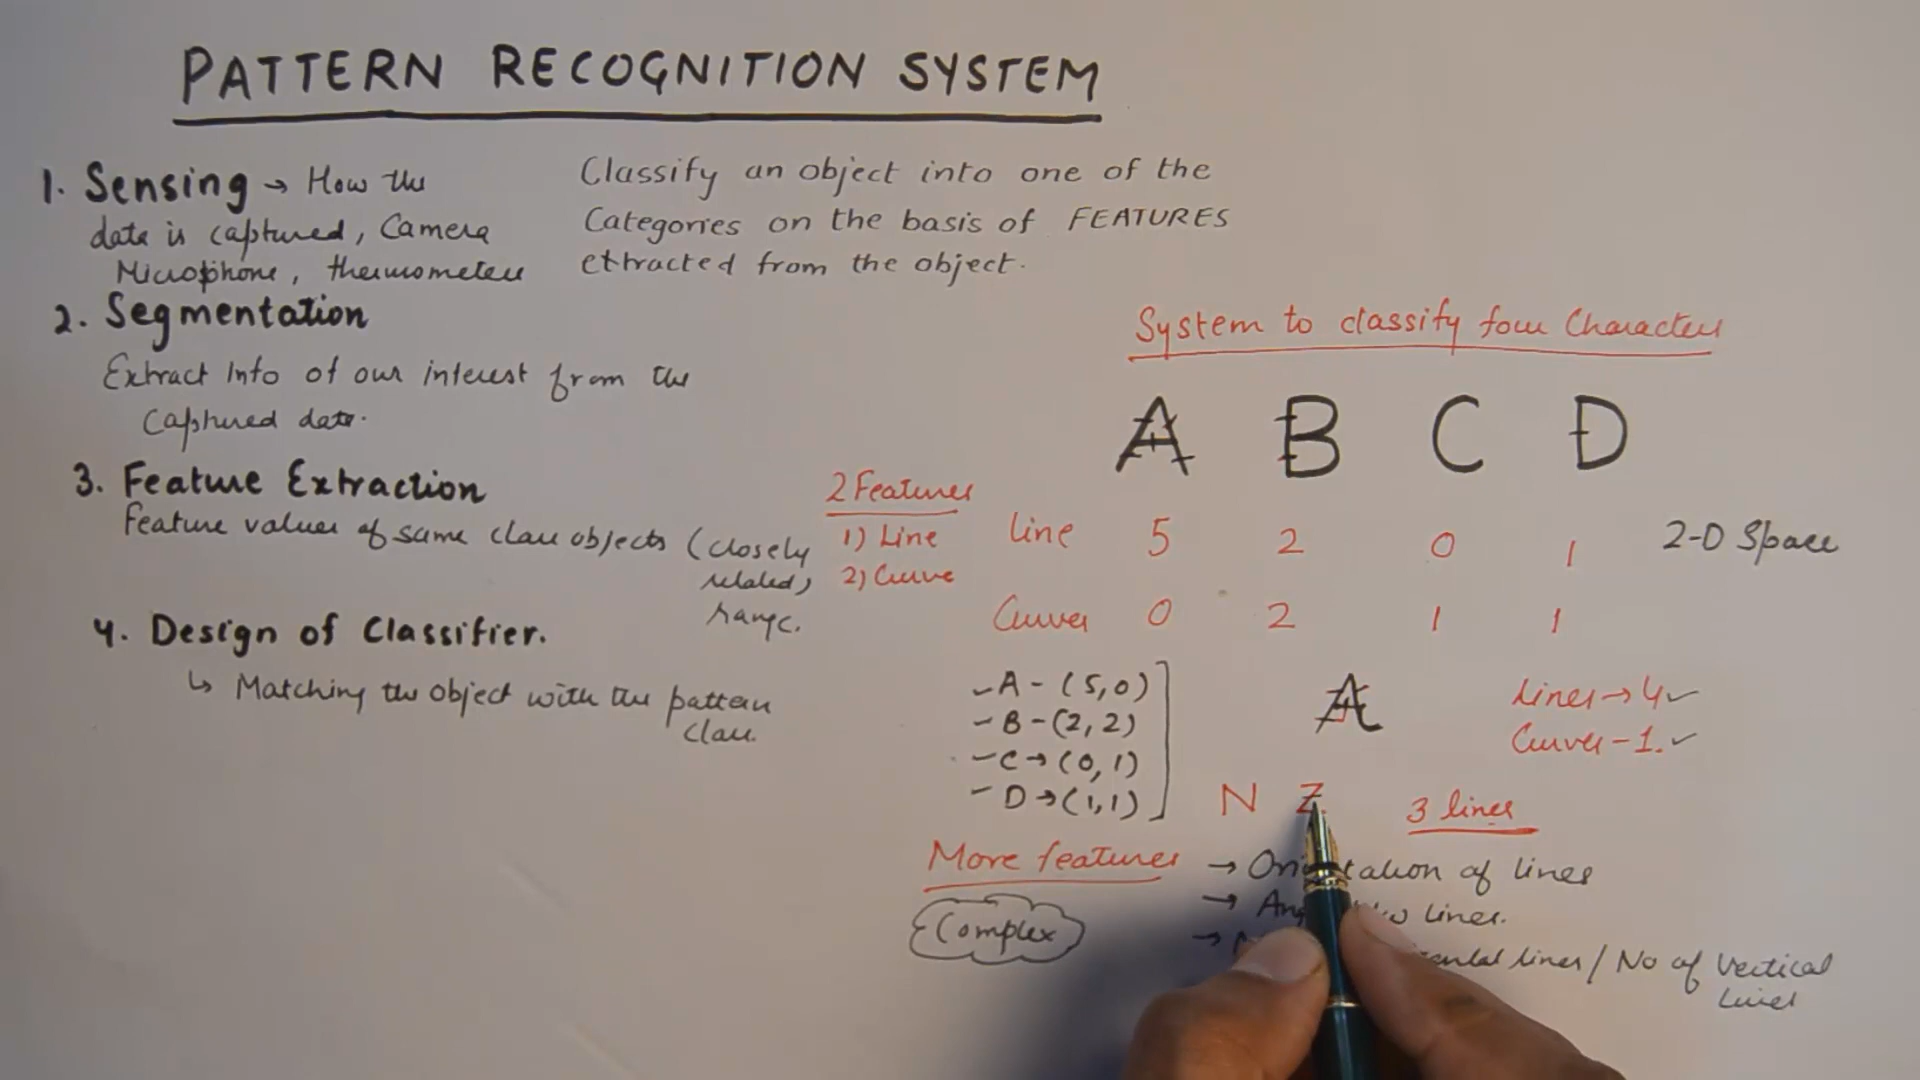 PATTERN RECOGNITION SYSTEM
1. Sensing → How the
data is captured, Camera
Microphone, thermometer
Classify an object into one of the
Categories on the basis of FEATURES
extracted from the object.
2. Segmentation
Extract Info of our interest from the
Captured data.
3. Feature Extraction
Feature values of same class objects (closely
related)
range.
4. Design of Classifier.
↳ Matching the object with the pattern
class.
System to classify four Characters
A B C D
2 Features
1) Line
2) Curve
line 5 2 0 1
2-D Space
Curves 0 2 1 1
A - (5,0)
B - (2,2)
C → (0,1)
D → (1,1)
A
Lines → 4 ✓
Curves - 1. ✓
N Z
3 lines
More features
Complex
→ of lines
→ lines.
→ lines / No of Vertical
Lines